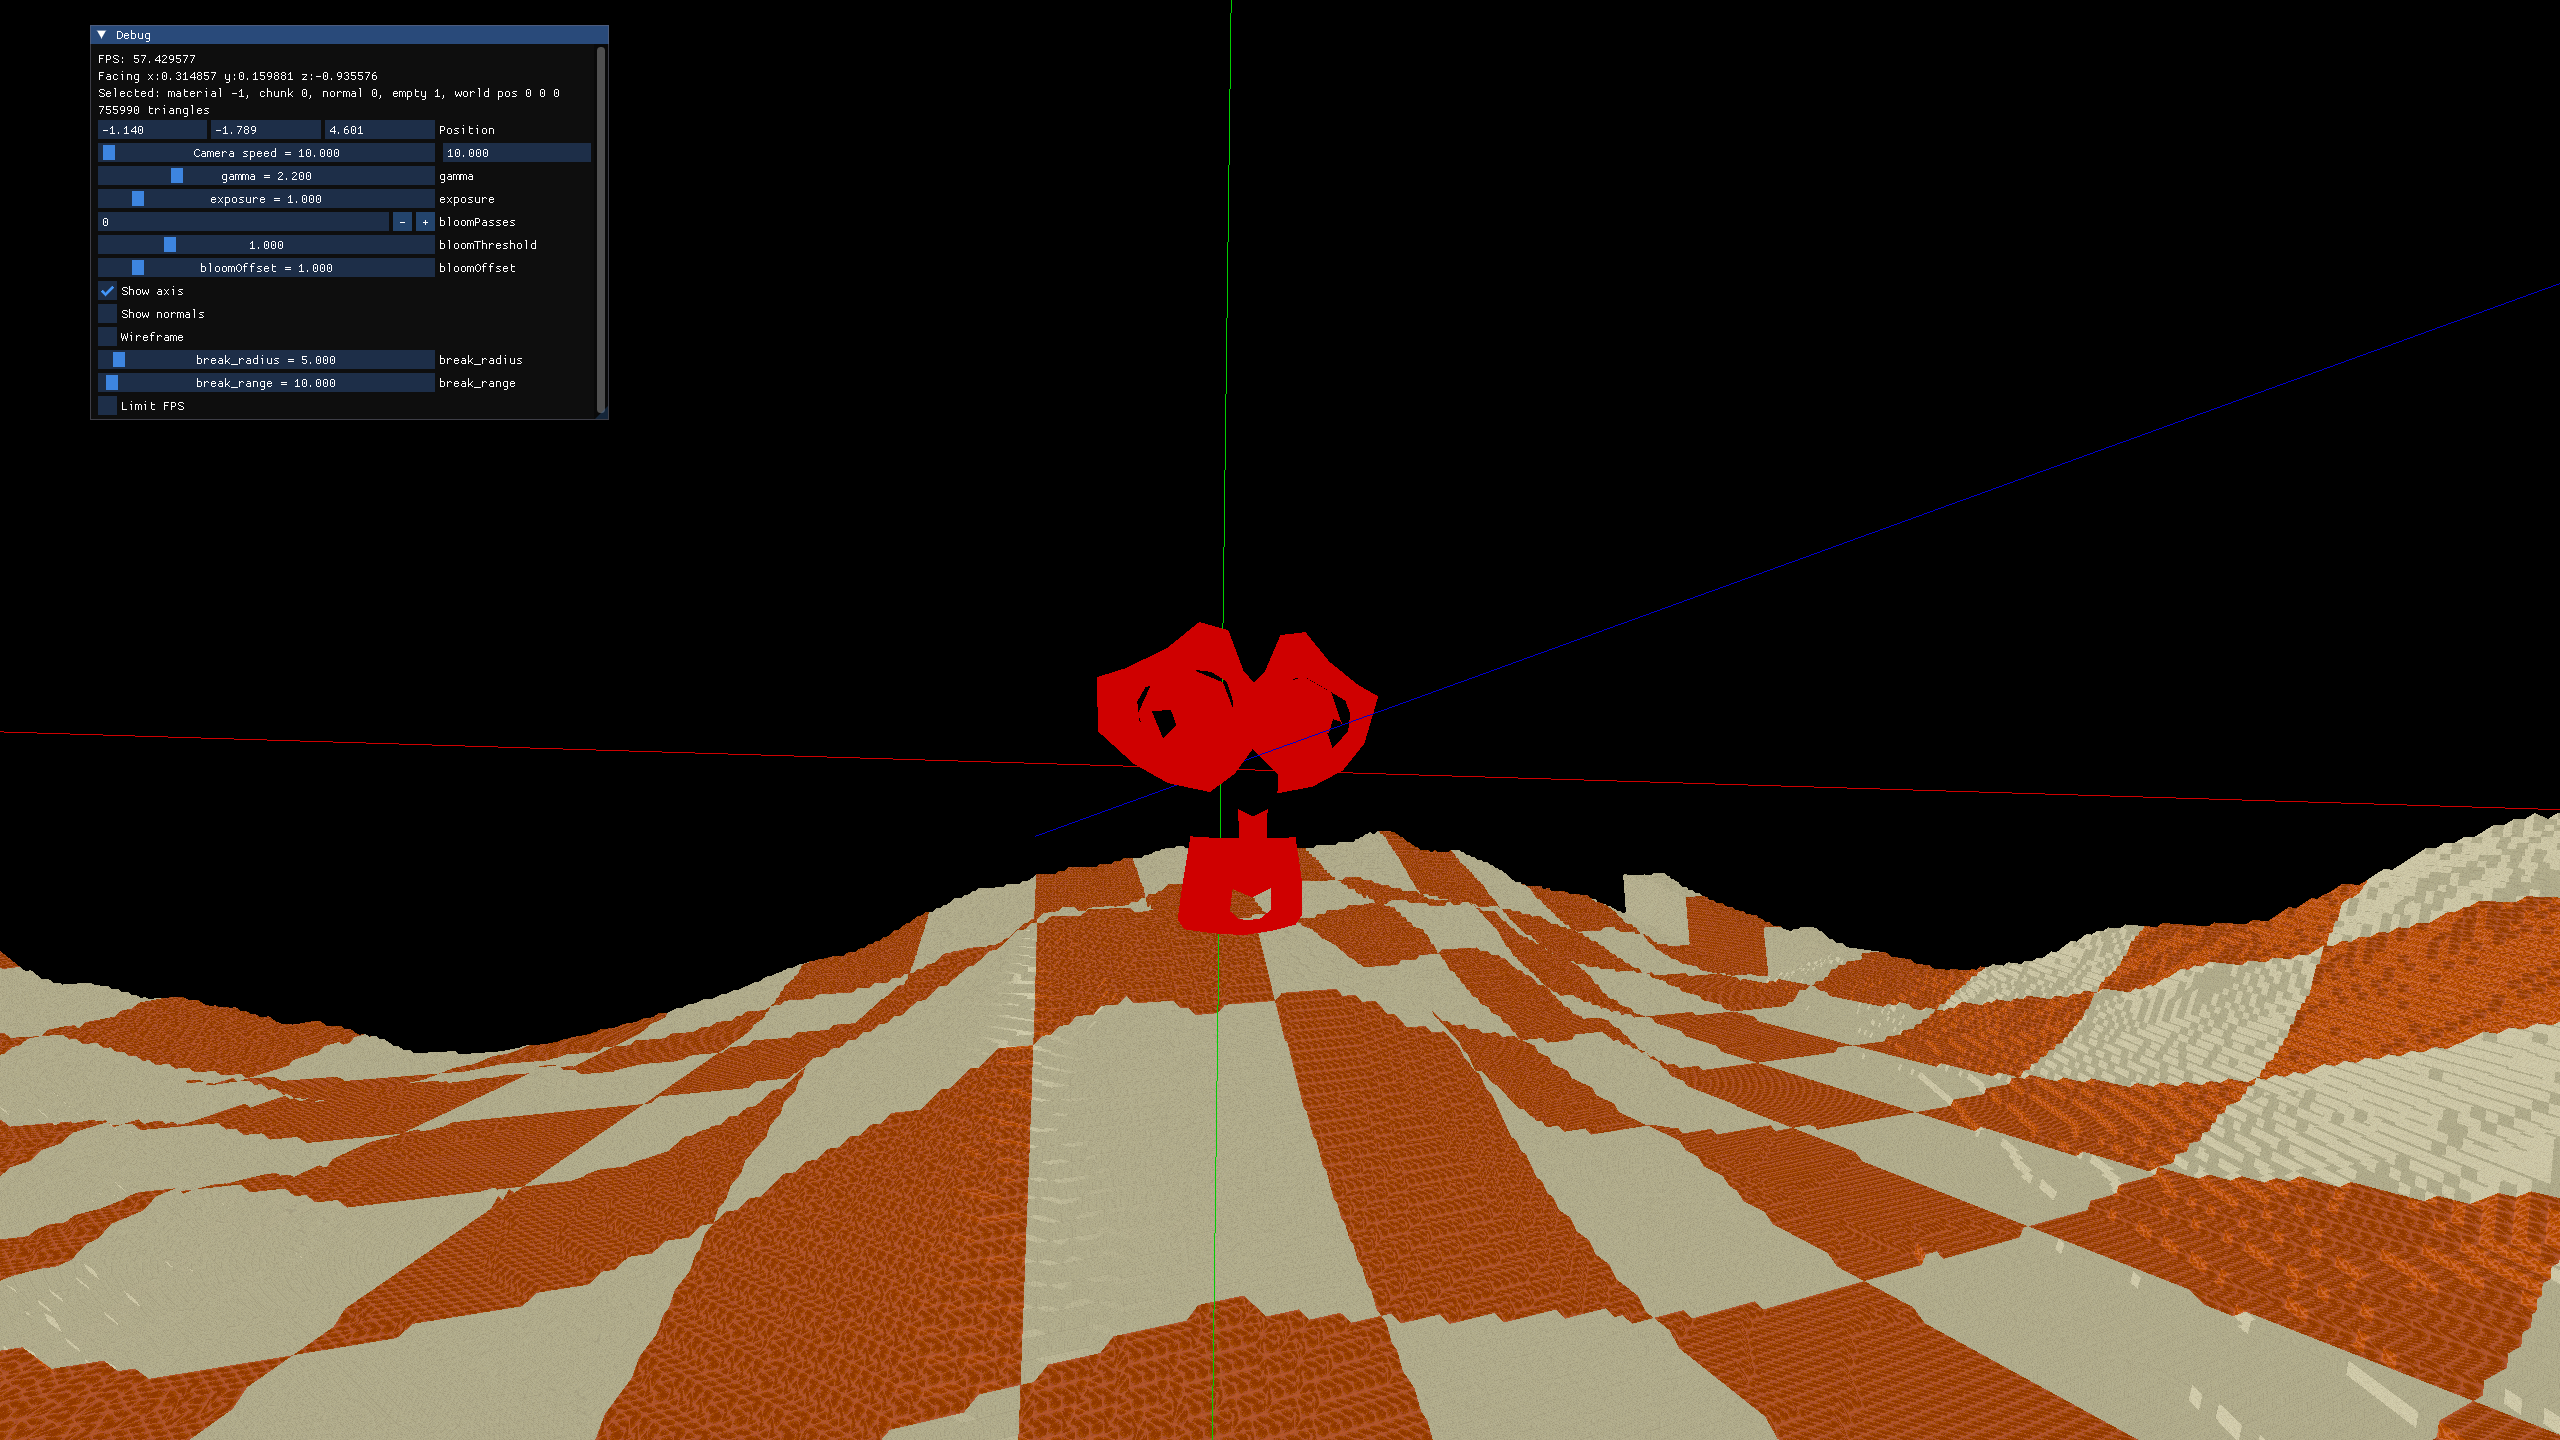 Debug
FPS: 57.429577
Facing x:0.314857 y:0.159881 z:-0.935576
Selected: material -1, chunk 0, normal 0, empty 1, world pos 0 0 0
755990 triangles
-1.140 -1.789 4.601 Position
Camera speed = 10.000 10.000
gamma = 2.200 gamma
exposure = 1.000 exposure
0 - + bloomPasses
1.000 bloomThreshold
bloomOffset = 1.000 bloomOffset
Show axis
Show normals
Wireframe
break_radius = 5.000 break_radius
break_range = 10.000 break_range
Limit FPS